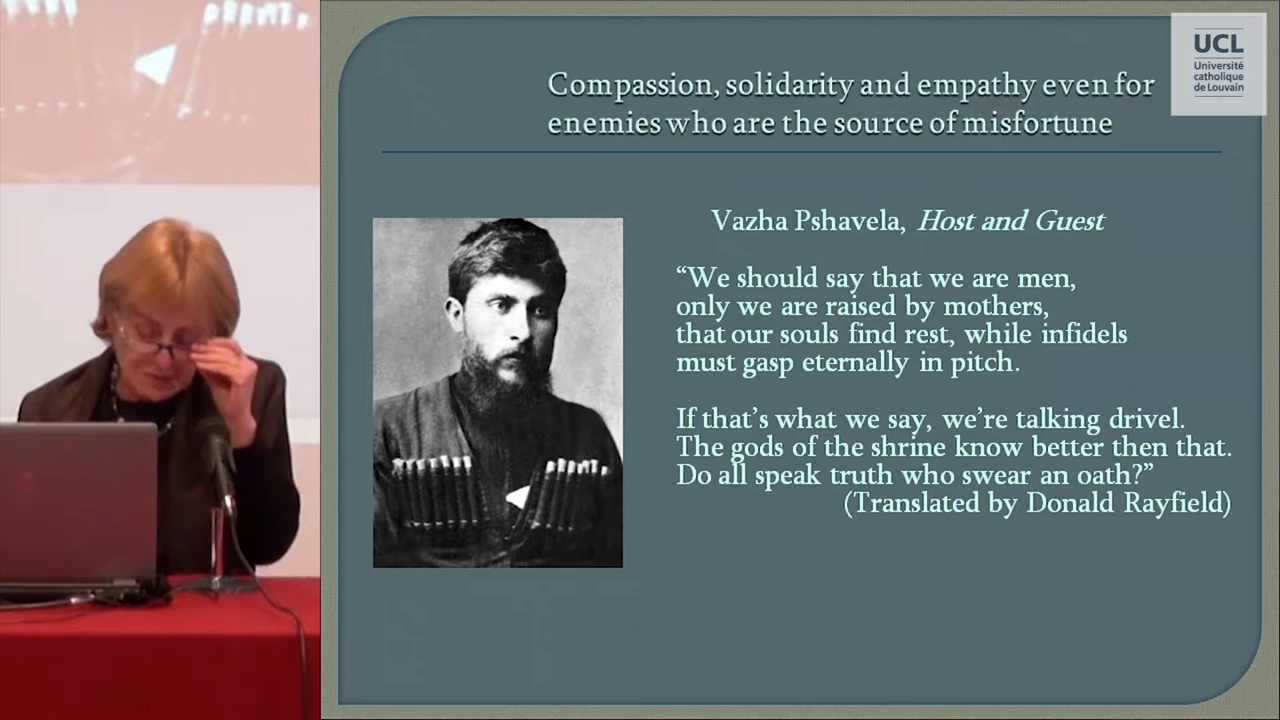 Compassion, solidarity and empathy even for
enemies who are the source of misfortune
UCL
Université
catholique
de Louvain
Vazha Pshavela, Host and Guest
“We should say that we are men,
only we are raised by mothers,
that our souls find rest, while infidels
must gasp eternally in pitch.
If that’s what we say, we’re talking drivel.
The gods of the shrine know better then that.
Do all speak truth who swear an oath?”
(Translated by Donald Rayfield)